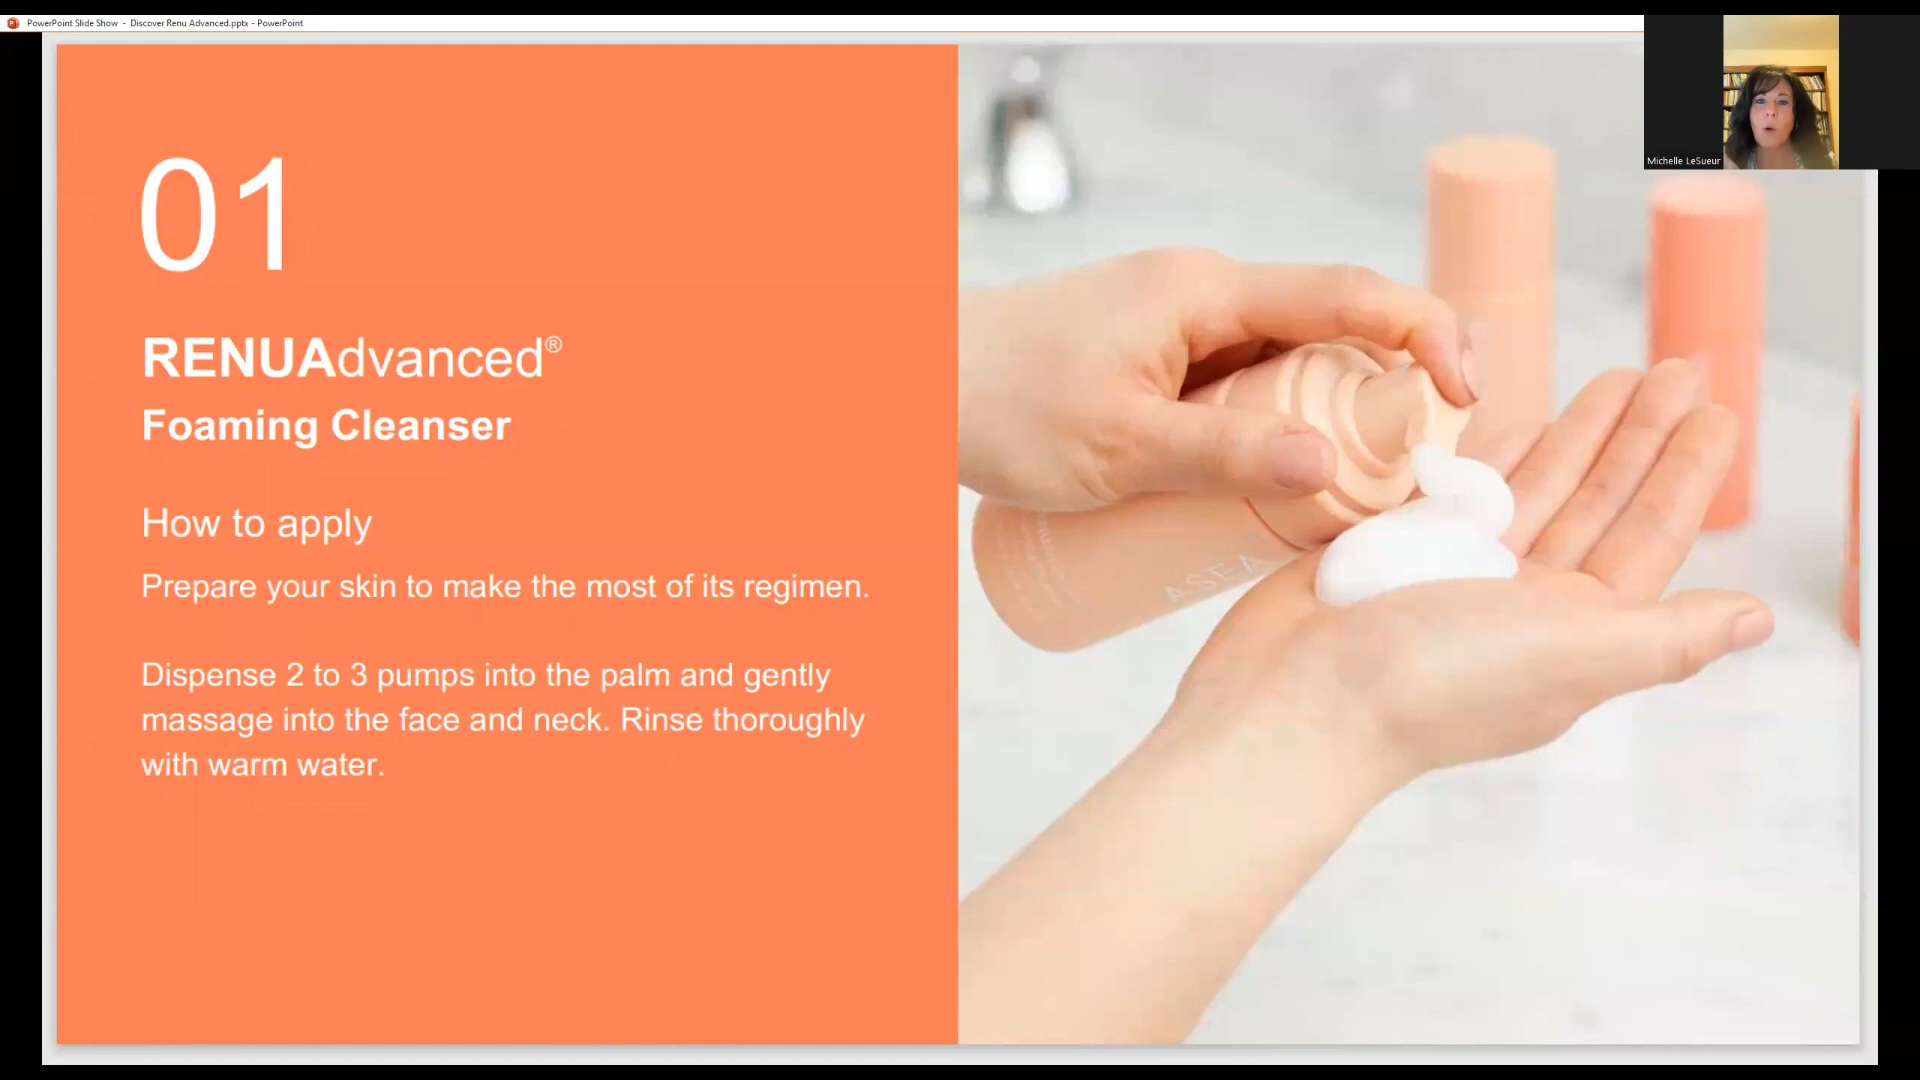 PowerPoint Slide Show - Discover Renu Advanced.pptx - PowerPoint
Michelle LeSueur
01
RENUAdvanced®
Foaming Cleanser
How to apply
Prepare your skin to make the most of its regimen.
Dispense 2 to 3 pumps into the palm and gently
massage into the face and neck. Rinse thoroughly
with warm water.
ASEA